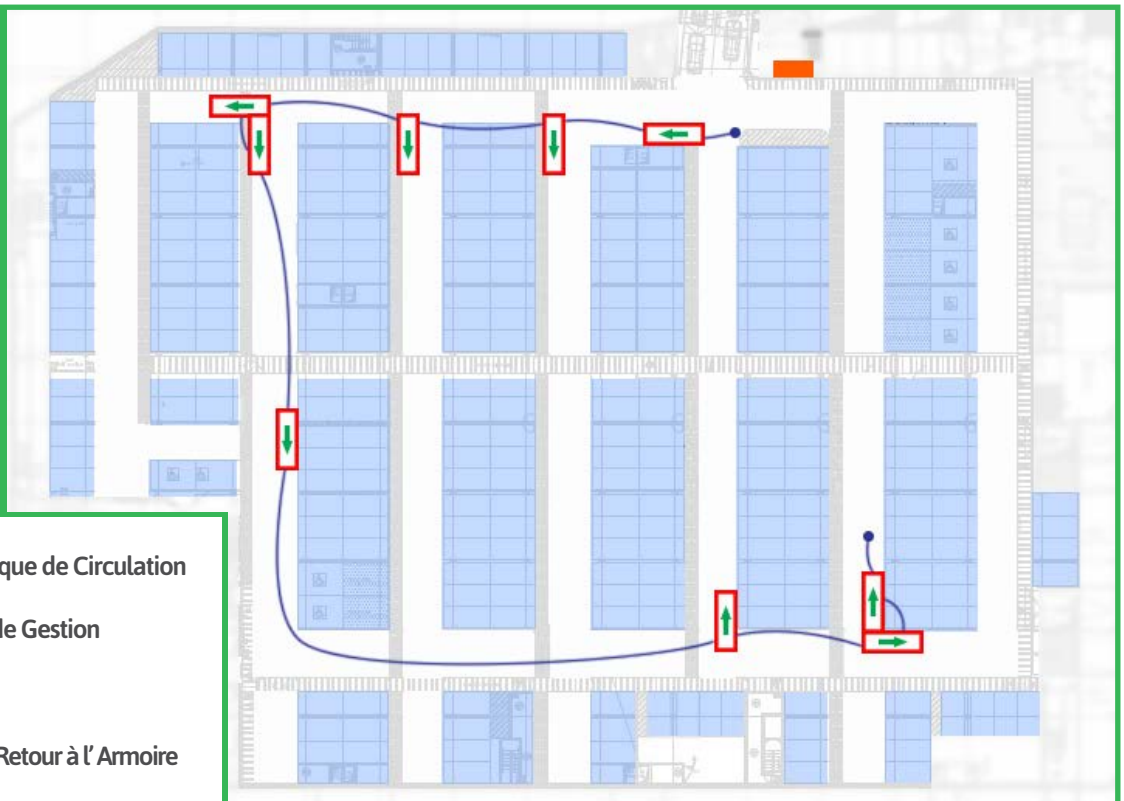 que de Circulation
de Gestion
Retour à l' Armoire